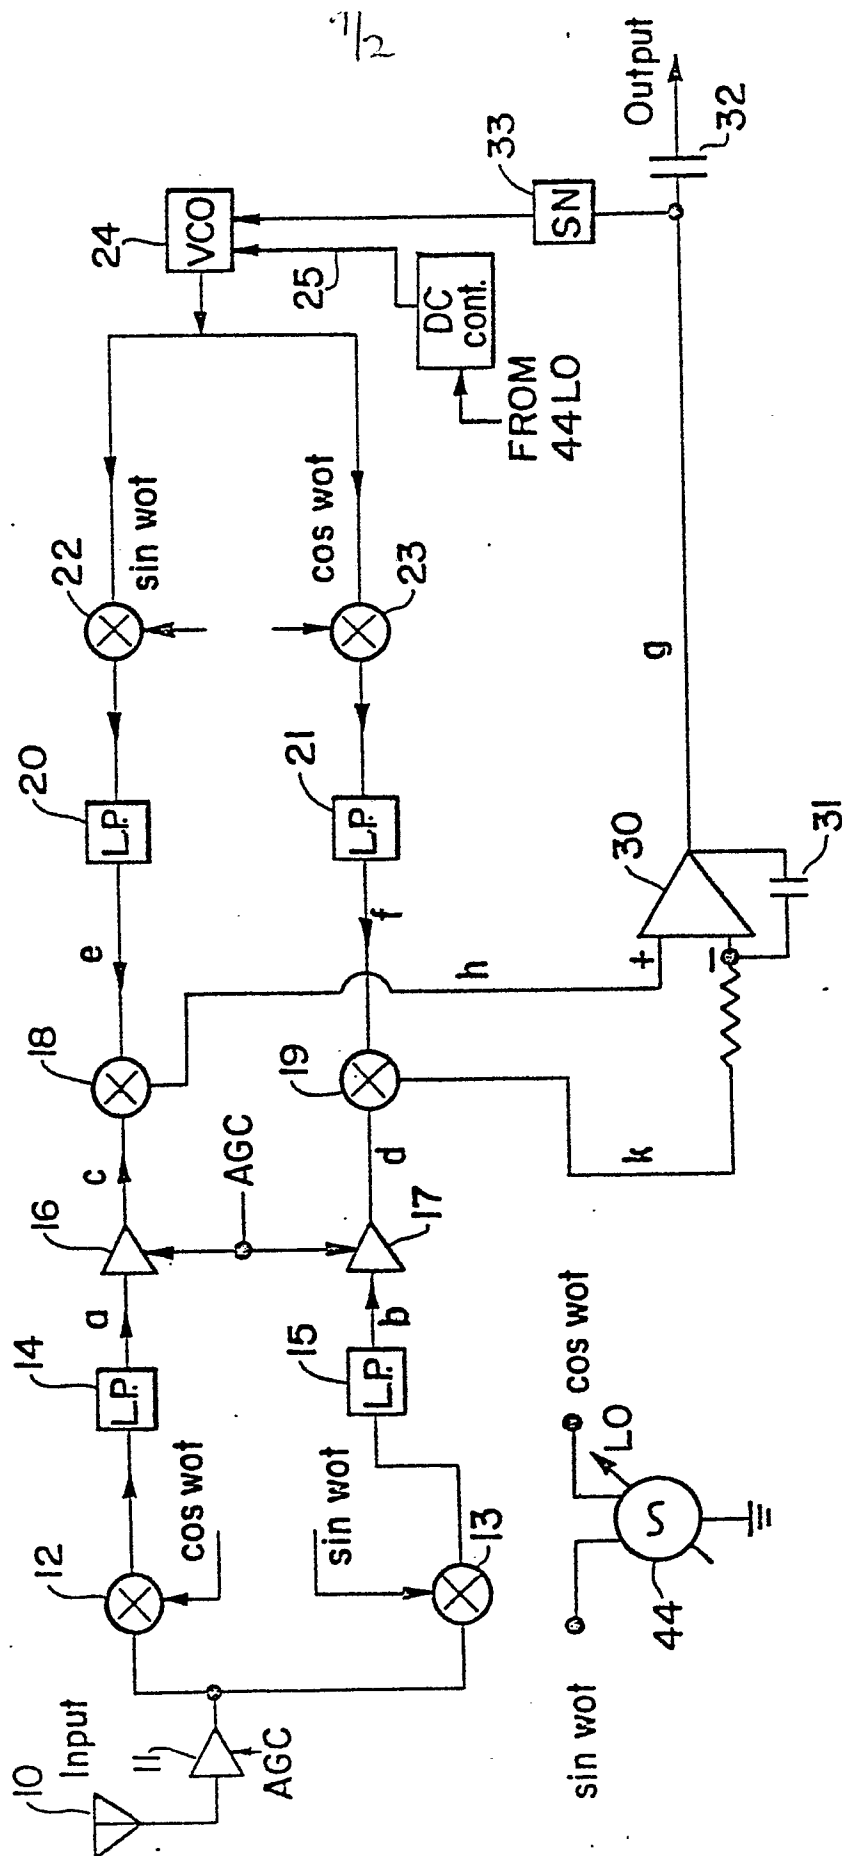 1/2
10
Input
11
AGC
12
cos wot
14
L.P.
a
16
c
18
e
20
L.P.
22
sin wot
24
VCO
AGC
25
DC
cont.
FROM
44 LO
33
SN
sin wot
13
15
L.P.
b
17
d
19
f
21
L.P.
23
cos wot
h
k
+
−
30
31
g
32
Output
sin wot
cos wot
LO
S
44